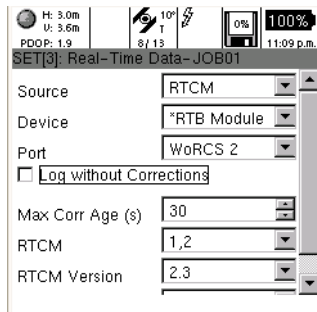 H: 3.0m
V: 3.6m
PDOP: 1.9
10°
T
8/13
0%
100%
11:09 p.m.
SET[3]: Real-Time Data-JOB01
Source RTCM
Device *RTB Module
Port WoRCS 2
Log without Corrections
Max Corr Age (s) 30
RTCM 1,2
RTCM Version 2.3